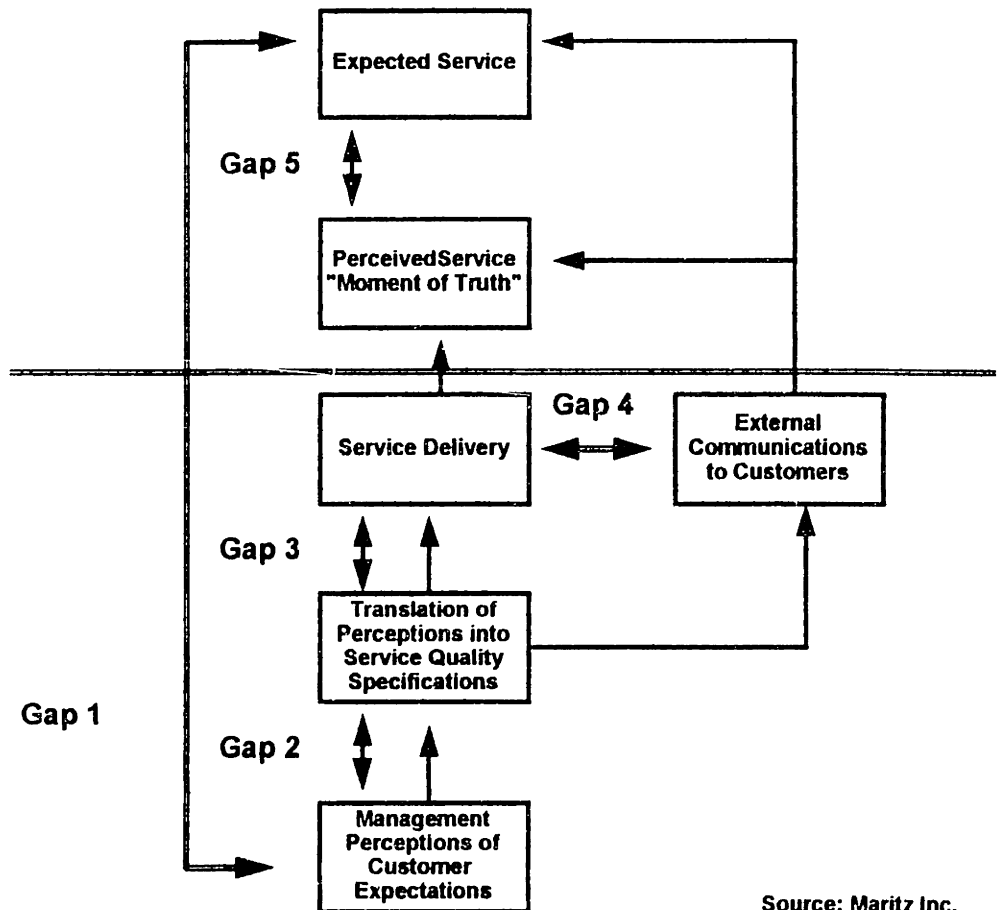 Expected Service
Gap 5
PerceivedService
"Moment of Truth"
Gap 4
Service Delivery
External
Communications
to Customers
Gap 3
Translation of
Perceptions into
Service Quality
Specifications
Gap 1
Gap 2
Management
Perceptions of
Customer
Expectations
Source: Maritz Inc.